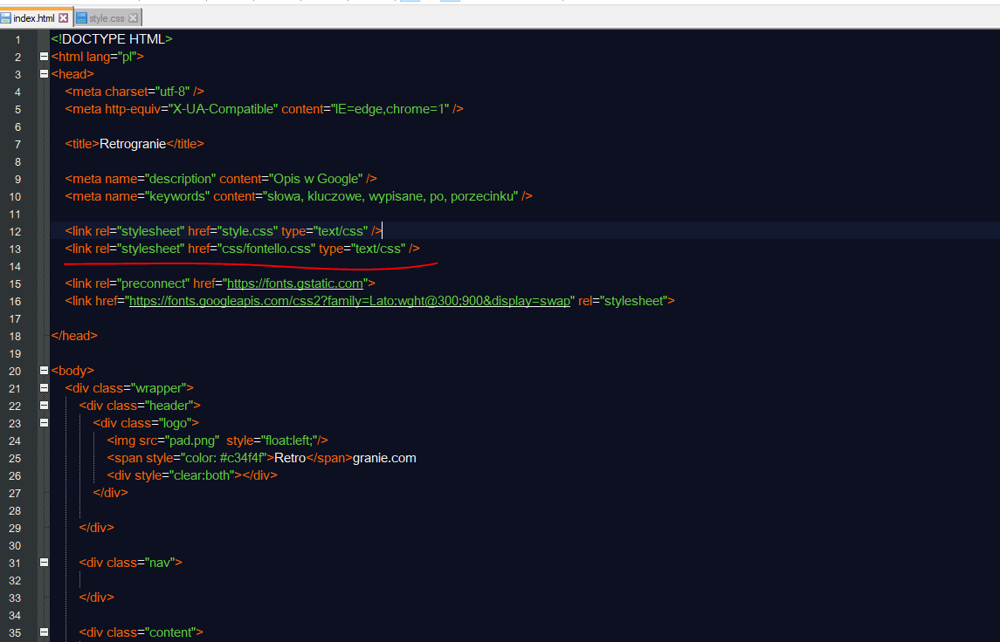 index.html style.css
1 <!DOCTYPE HTML>
2 <html lang="pl">
3 <head>
4 <meta charset="utf-8" />
5 <meta http-equiv="X-UA-Compatible" content="IE=edge,chrome=1" />
6
7 <title>Retrogranie</title>
8
9 <meta name="description" content="Opis w Google" />
10 <meta name="keywords" content="słowa, kluczowe, wypisane, po, porzecinku" />
11
12 <link rel="stylesheet" href="style.css" type="text/css" />
13 <link rel="stylesheet" href="css/fontello.css" type="text/css" />
14
15 <link rel="preconnect" href="https://fonts.gstatic.com">
16 <link href="https://fonts.googleapis.com/css2?family=Lato:wght@300;900&display=swap" rel="stylesheet">
17
18 </head>
19
20 <body>
21 <div class="wrapper">
22 <div class="header">
23 <div class="logo">
24 <img src="pad.png"  style="float:left;"/>
25 <span style="color: #c34f4f">Retro</span>granie.com
26 <div style="clear:both"></div>
27 </div>
28
29 </div>
30
31 <div class="nav">
32
33 </div>
34
35 <div class="content">